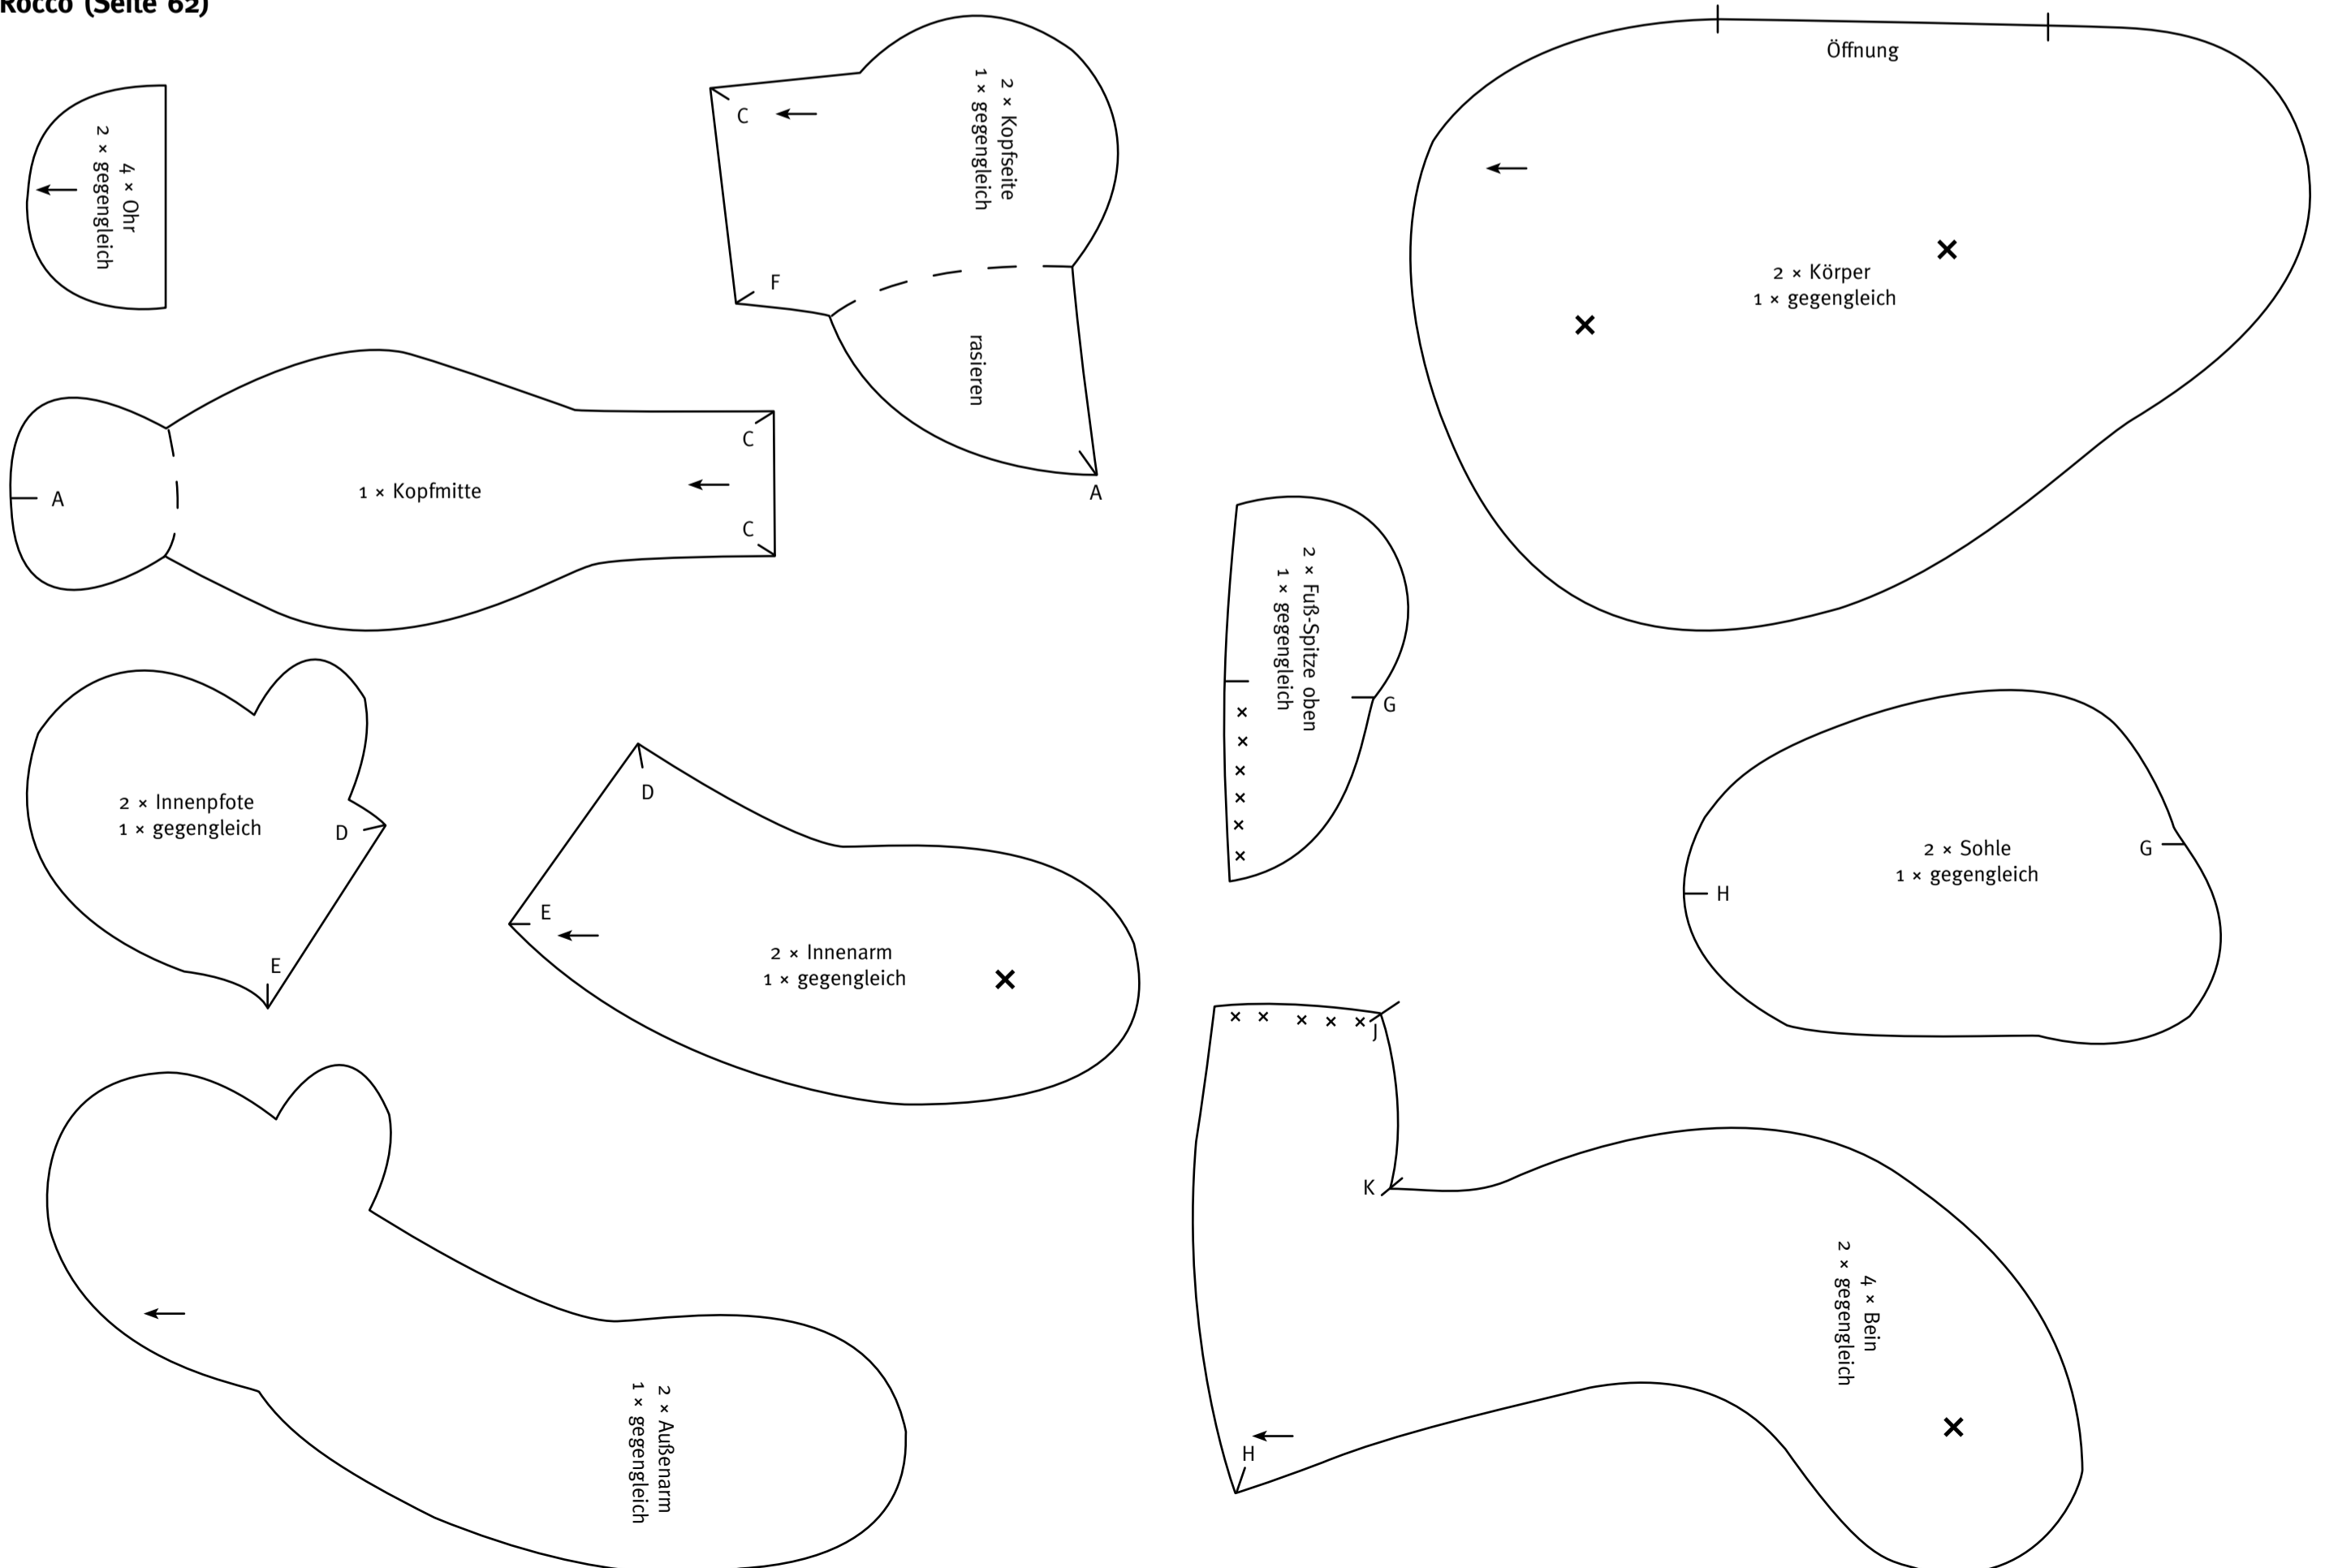 Rocco (Seite 62)
4 × Ohr
2 × gegengleich
C
F
2 × Kopfseite
1 × gegengleich
rasieren
A
Öffnung
2 × Körper
1 × gegengleich
A
1 × Kopfmitte
C
C
2 × Fuß-Spitze oben
1 × gegengleich
G
2 × Innenpfote
1 × gegengleich
D
E
D
E
2 × Innenarm
1 × gegengleich
2 × Sohle
1 × gegengleich
G
H
2 × Außenarm
1 × gegengleich
J
K
4 × Bein
2 × gegengleich
H